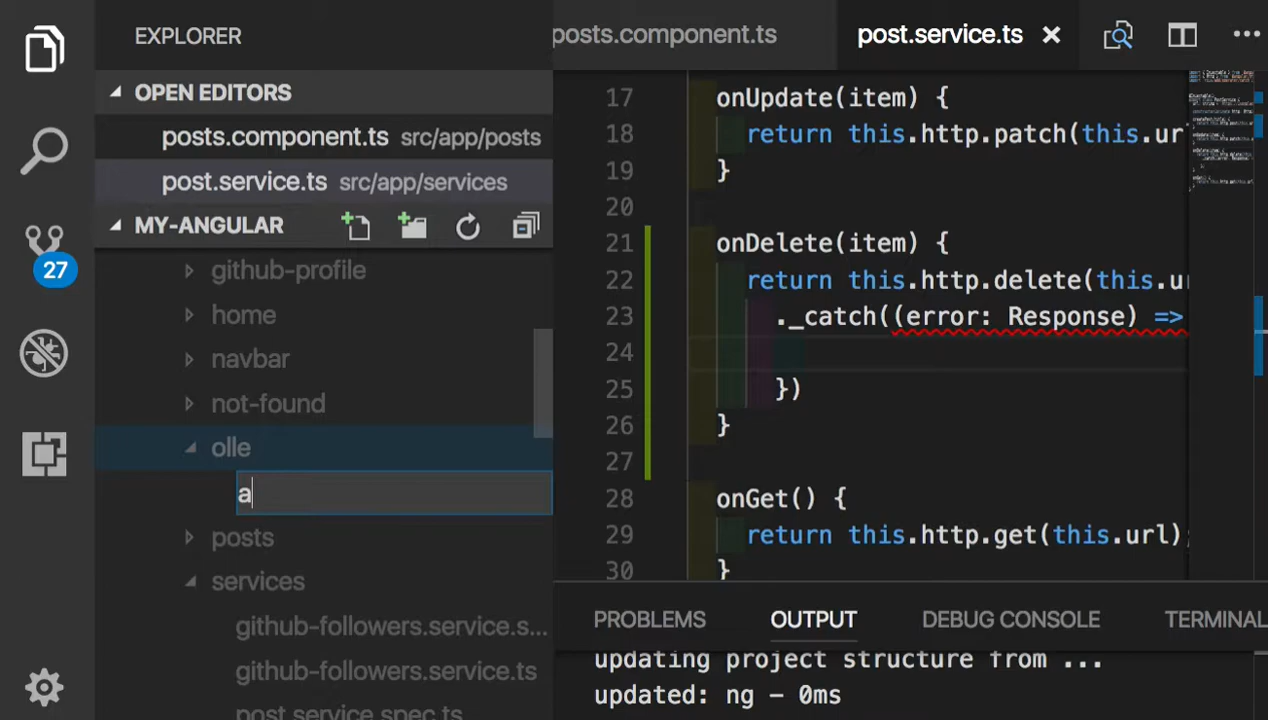 EXPLORER
OPEN EDITORS
posts.component.ts src/app/posts
post.service.ts src/app/services
MY-ANGULAR
27
github-profile
home
navbar
not-found
olle
a
posts
services
github-followers.service.s...
github-followers.service.ts
post.service.spec.ts
posts.component.ts
post.service.ts
17 onUpdate(item) {
18 return this.http.patch(this.ur
19 }
20
21 onDelete(item) {
22 return this.http.delete(this.u
23 ._catch((error: Response) =>
24
25 })
26 }
27
28 onGet() {
29 return this.http.get(this.url);
30 }
PROBLEMS OUTPUT DEBUG CONSOLE TERMINAL
updating project structure from ...
updated: ng - 0ms